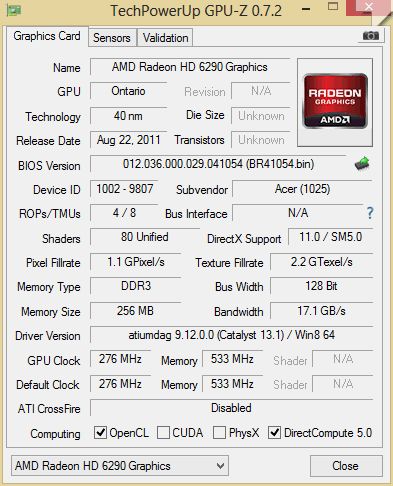 TechPowerUp GPU-Z 0.7.2
Graphics Card Sensors Validation
Name AMD Radeon HD 6290 Graphics
GPU Ontario Revision N/A
Technology 40 nm Die Size Unknown
Release Date Aug 22, 2011 Transistors Unknown
RADEON
GRAPHICS
AMD
BIOS Version 012.036.000.029.041054 (BR41054.bin)
Device ID 1002 - 9807 Subvendor Acer (1025)
ROPs/TMUs 4 / 8 Bus Interface N/A ?
Shaders 80 Unified DirectX Support 11.0 / SM5.0
Pixel Fillrate 1.1 GPixel/s Texture Fillrate 2.2 GTexel/s
Memory Type DDR3 Bus Width 128 Bit
Memory Size 256 MB Bandwidth 17.1 GB/s
Driver Version atiumdag 9.12.0.0 (Catalyst 13.1) / Win8 64
GPU Clock 276 MHz Memory 533 MHz Shader N/A
Default Clock 276 MHz Memory 533 MHz Shader N/A
ATI CrossFire Disabled
Computing OpenCL CUDA PhysX DirectCompute 5.0
AMD Radeon HD 6290 Graphics Close